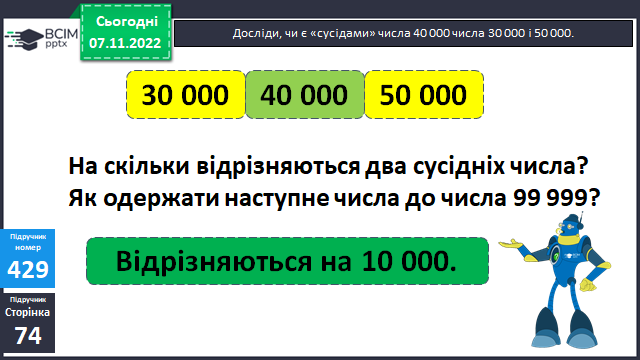 ВСІМ
pptx
Сьогодні
07.11.2022
Досліди, чи є «сусідами» числа 40 000 числа 30 000 і 50 000.
30 000 40 000 50 000
На скільки відрізняються два сусідніх числа?
Як одержати наступне числа до числа 99 999?
Підручник
номер
429
Відрізняються на 10 000.
Підручник
Сторінка
74